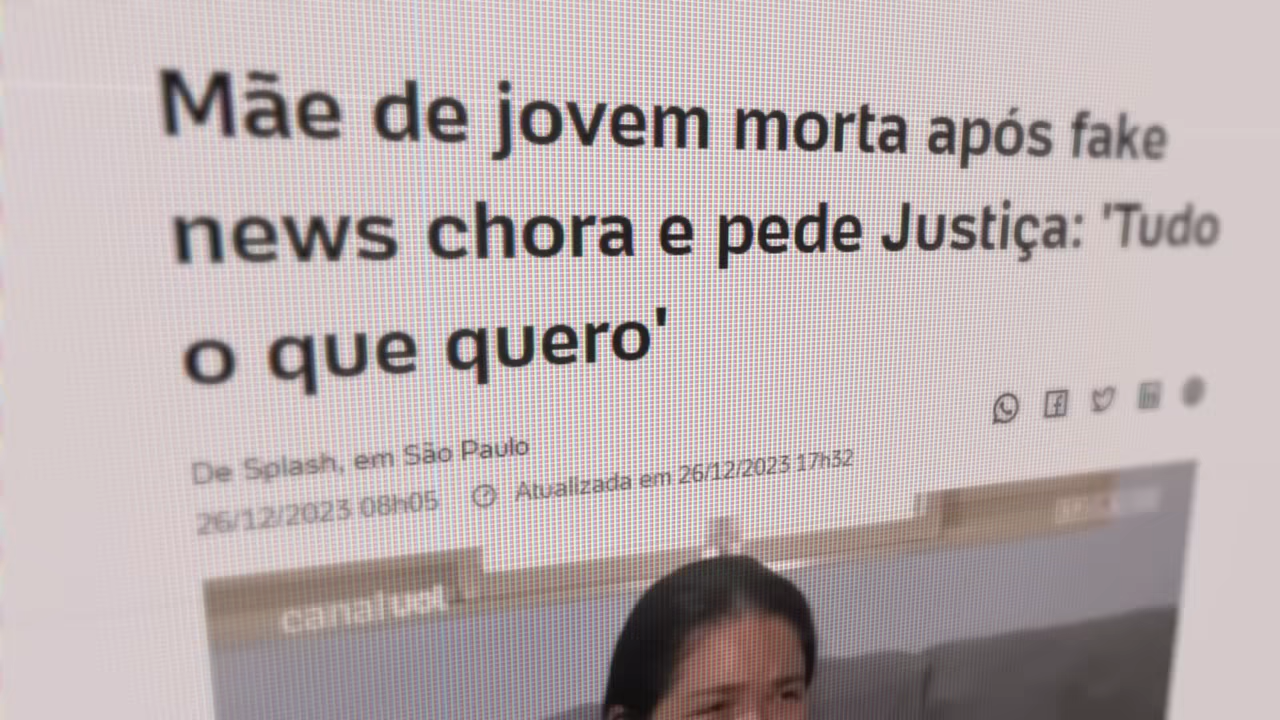 Mãe de jovem morta após fake
news chora e pede Justiça: 'Tudo
o que quero'
De Splash, em São Paulo
26/12/2023 08h05 Atualizada em 26/12/2023 17h32
canal uol